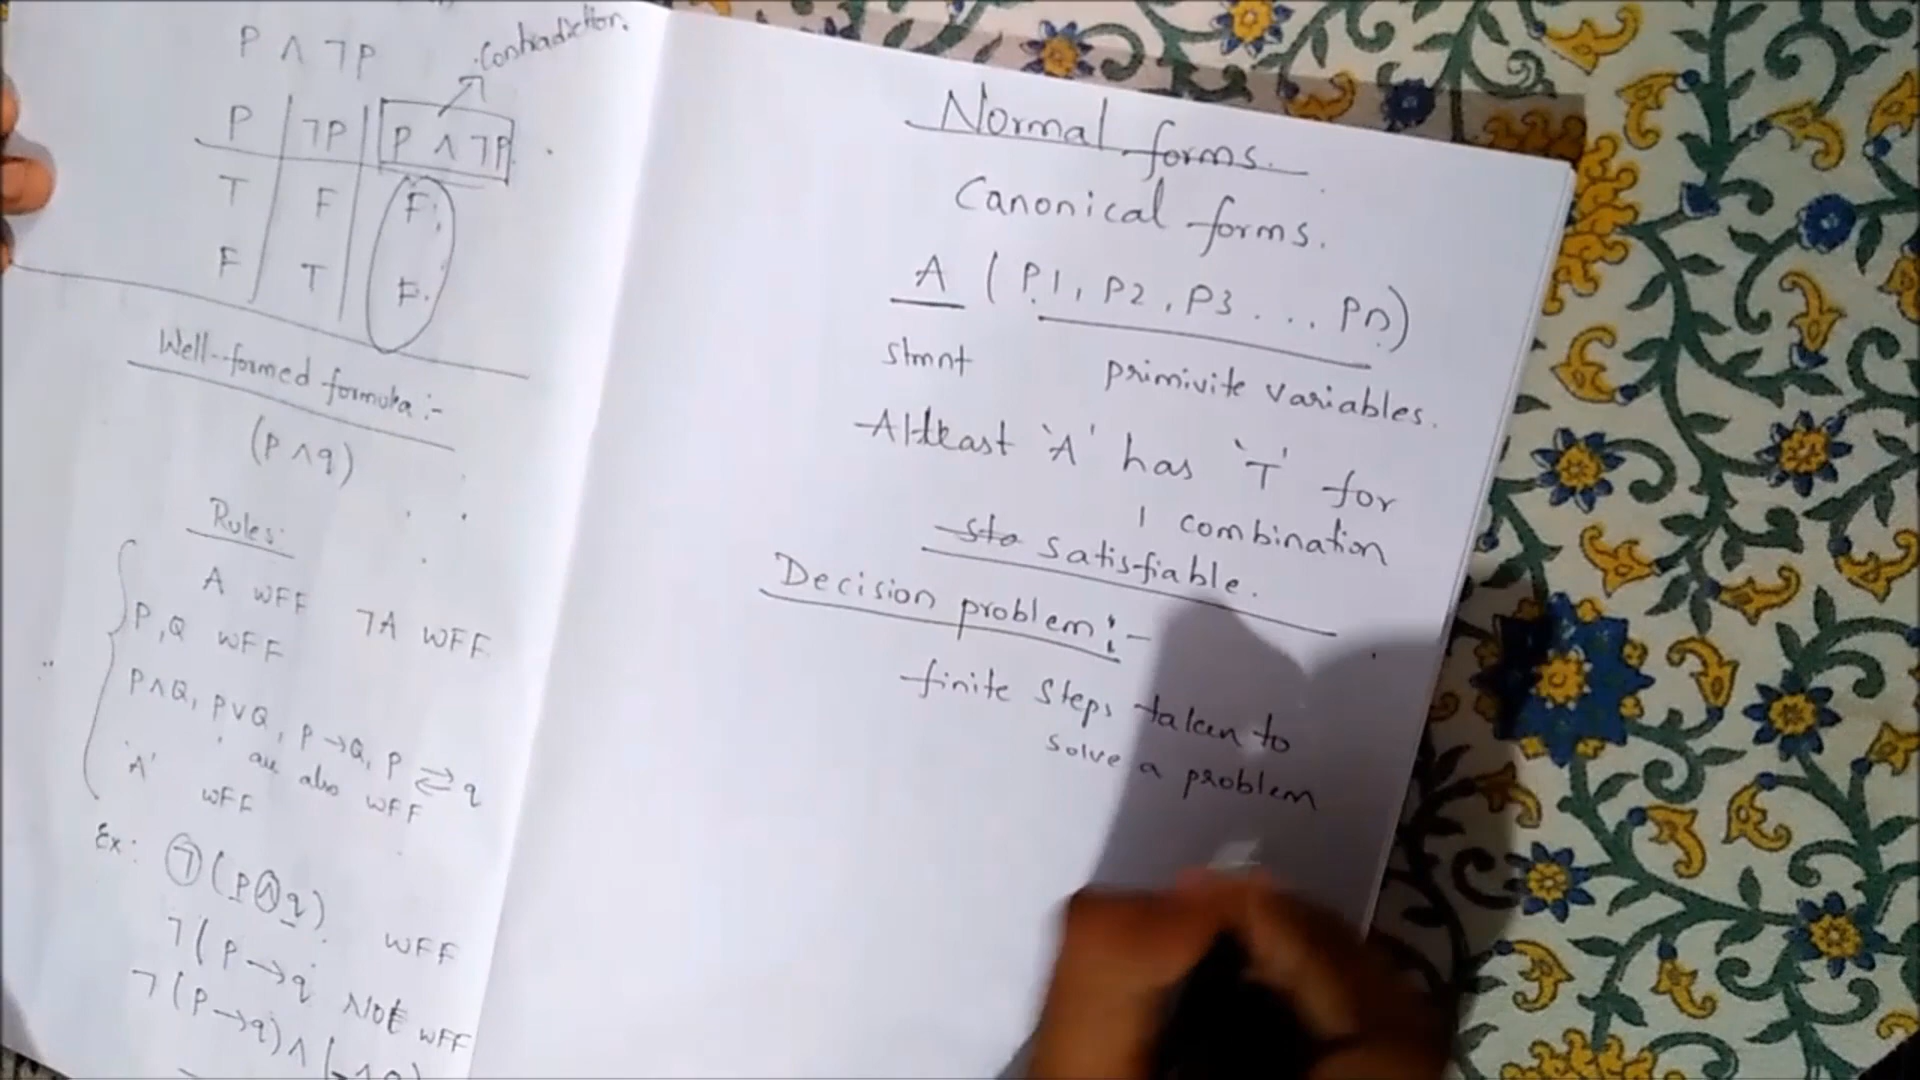 P ∧ ¬P
Contradiction.
P ¬P P ∧ ¬P
T F F
F T F
Well-formed formula :-
(P ∧ q)
Rules:
A WFF ¬A WFF
P, Q WFF
P∧Q, P∨Q, P→Q, P ⇄ q
are also WFF
'A' WFF
Ex: ¬(P∧q). WFF
¬(P→q NOt WFF
¬(P→q)∧(
Normal forms.
Canonical forms.
A (P1, P2, P3 ... Pn)
stmnt primivite variables.
Atleast 'A' has 'T' for
1 combination
satisfiable.
Decision problem :-
finite steps taken to
solve a problem